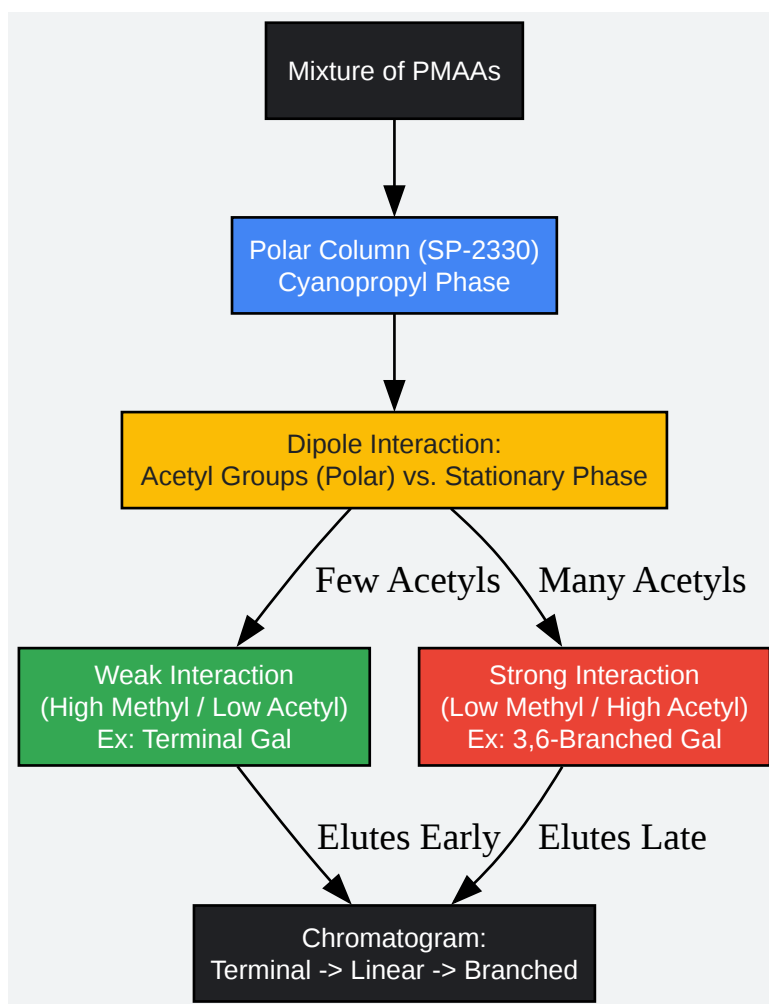 Mixture of PMAAs
Polar Column (SP-2330)
Cyanopropyl Phase
Dipole Interaction:
Acetyl Groups (Polar) vs. Stationary Phase
Few Acetyls
Many Acetyls
Weak Interaction
(High Methyl / Low Acetyl)
Ex: Terminal Gal
Strong Interaction
(Low Methyl / High Acetyl)
Ex: 3,6-Branched Gal
Elutes Early
Elutes Late
Chromatogram:
Terminal -> Linear -> Branched